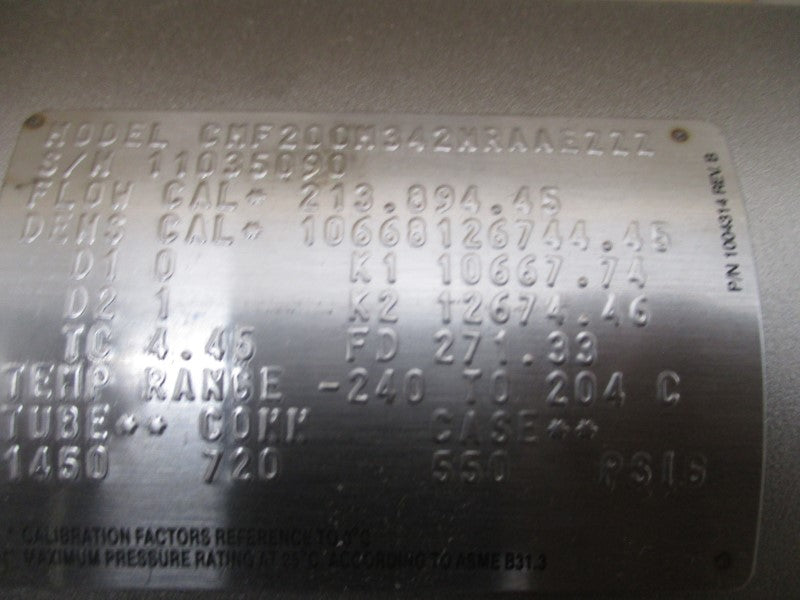 MODEL CMF200M342NRAAEZZZ
S/N 11035090
FLOW CAL* 213.894.45
DENS CAL* 10668126744.45
D1 0 K1 10667.74
D2 1 K2 12674.46
TC 4.45 FD 271.33
TEMP RANGE -240 TO 204 C
TUBE** CONN CASE**
1450 720 550 PSIG
* CALIBRATION FACTORS REFERENCE TO 0°C
MAXIMUM PRESSURE RATING AT 25°C, ACCORDING TO ASME B31.3
P/N 1004314 REV. B